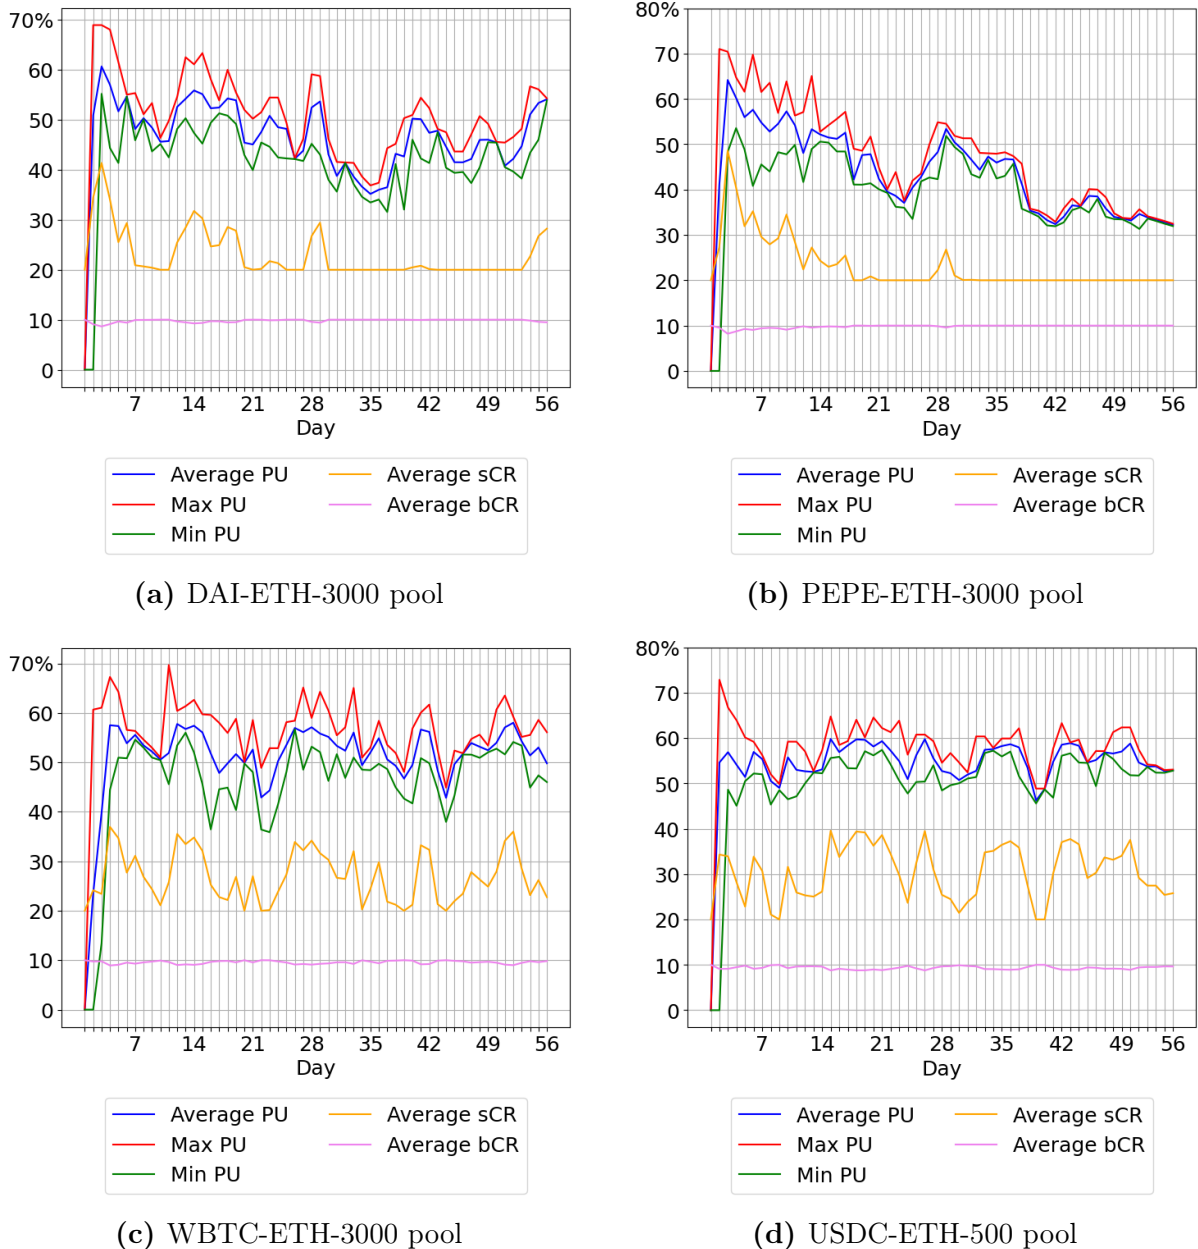 70%
60
50
40
30
20
10
0
7 14 21 28 35 42 49 56
Day
Average PU
Max PU
Min PU
Average sCR
Average bCR
(a) DAI-ETH-3000 pool
80%
70
60
50
40
30
20
10
0
7 14 21 28 35 42 49 56
Day
Average PU
Max PU
Min PU
Average sCR
Average bCR
(b) PEPE-ETH-3000 pool
70%
60
50
40
30
20
10
0
7 14 21 28 35 42 49 56
Day
Average PU
Max PU
Min PU
Average sCR
Average bCR
(c) WBTC-ETH-3000 pool
80%
70
60
50
40
30
20
10
0
7 14 21 28 35 42 49 56
Day
Average PU
Max PU
Min PU
Average sCR
Average bCR
(d) USDC-ETH-500 pool